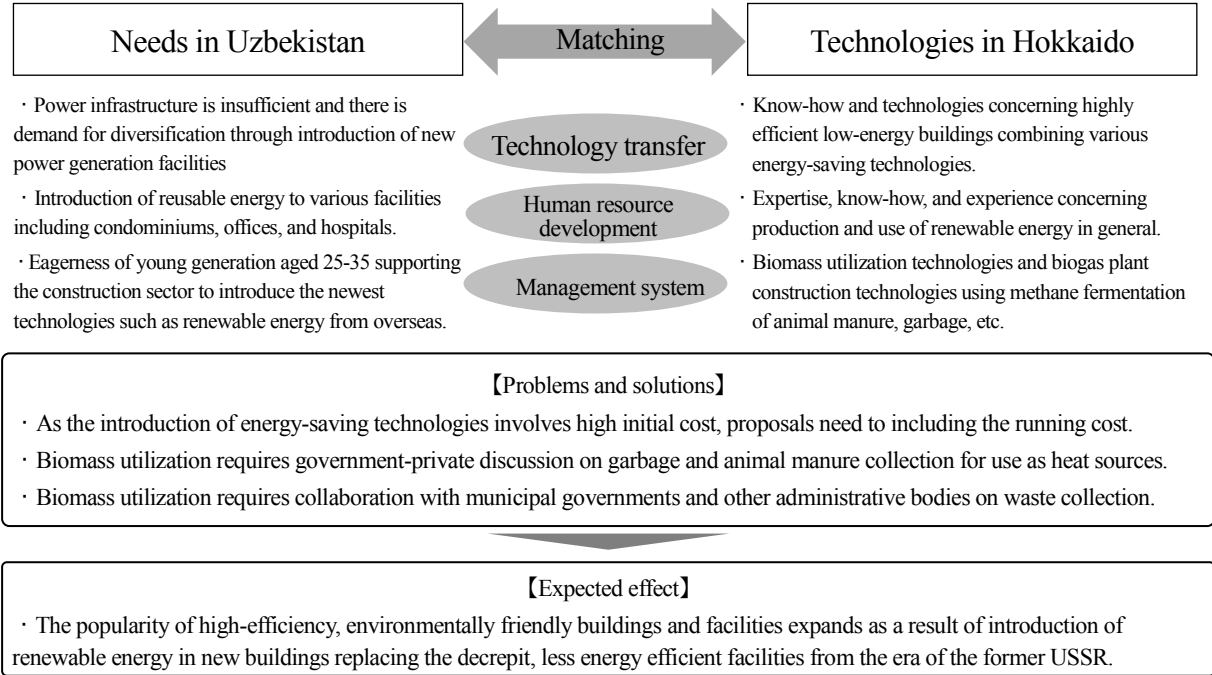 Needs in Uzbekistan
Matching
Technologies in Hokkaido
・Power infrastructure is insufficient and there is
demand for diversification through introduction of new
power generation facilities
・Introduction of reusable energy to various facilities
including condominiums, offices, and hospitals.
・Eagerness of young generation aged 25-35 supporting
the construction sector to introduce the newest
technologies such as renewable energy from overseas.
Technology transfer
Human resource
development
Management system
・Know-how and technologies concerning highly
efficient low-energy buildings combining various
energy-saving technologies.
・Expertise, know-how, and experience concerning
production and use of renewable energy in general.
・Biomass utilization technologies and biogas plant
construction technologies using methane fermentation
of animal manure, garbage, etc.
【Problems and solutions】
・As the introduction of energy-saving technologies involves high initial cost, proposals need to including the running cost.
・Biomass utilization requires government-private discussion on garbage and animal manure collection for use as heat sources.
・Biomass utilization requires collaboration with municipal governments and other administrative bodies on waste collection.
【Expected effect】
・The popularity of high-efficiency, environmentally friendly buildings and facilities expands as a result of introduction of
renewable energy in new buildings replacing the decrepit, less energy efficient facilities from the era of the former USSR.